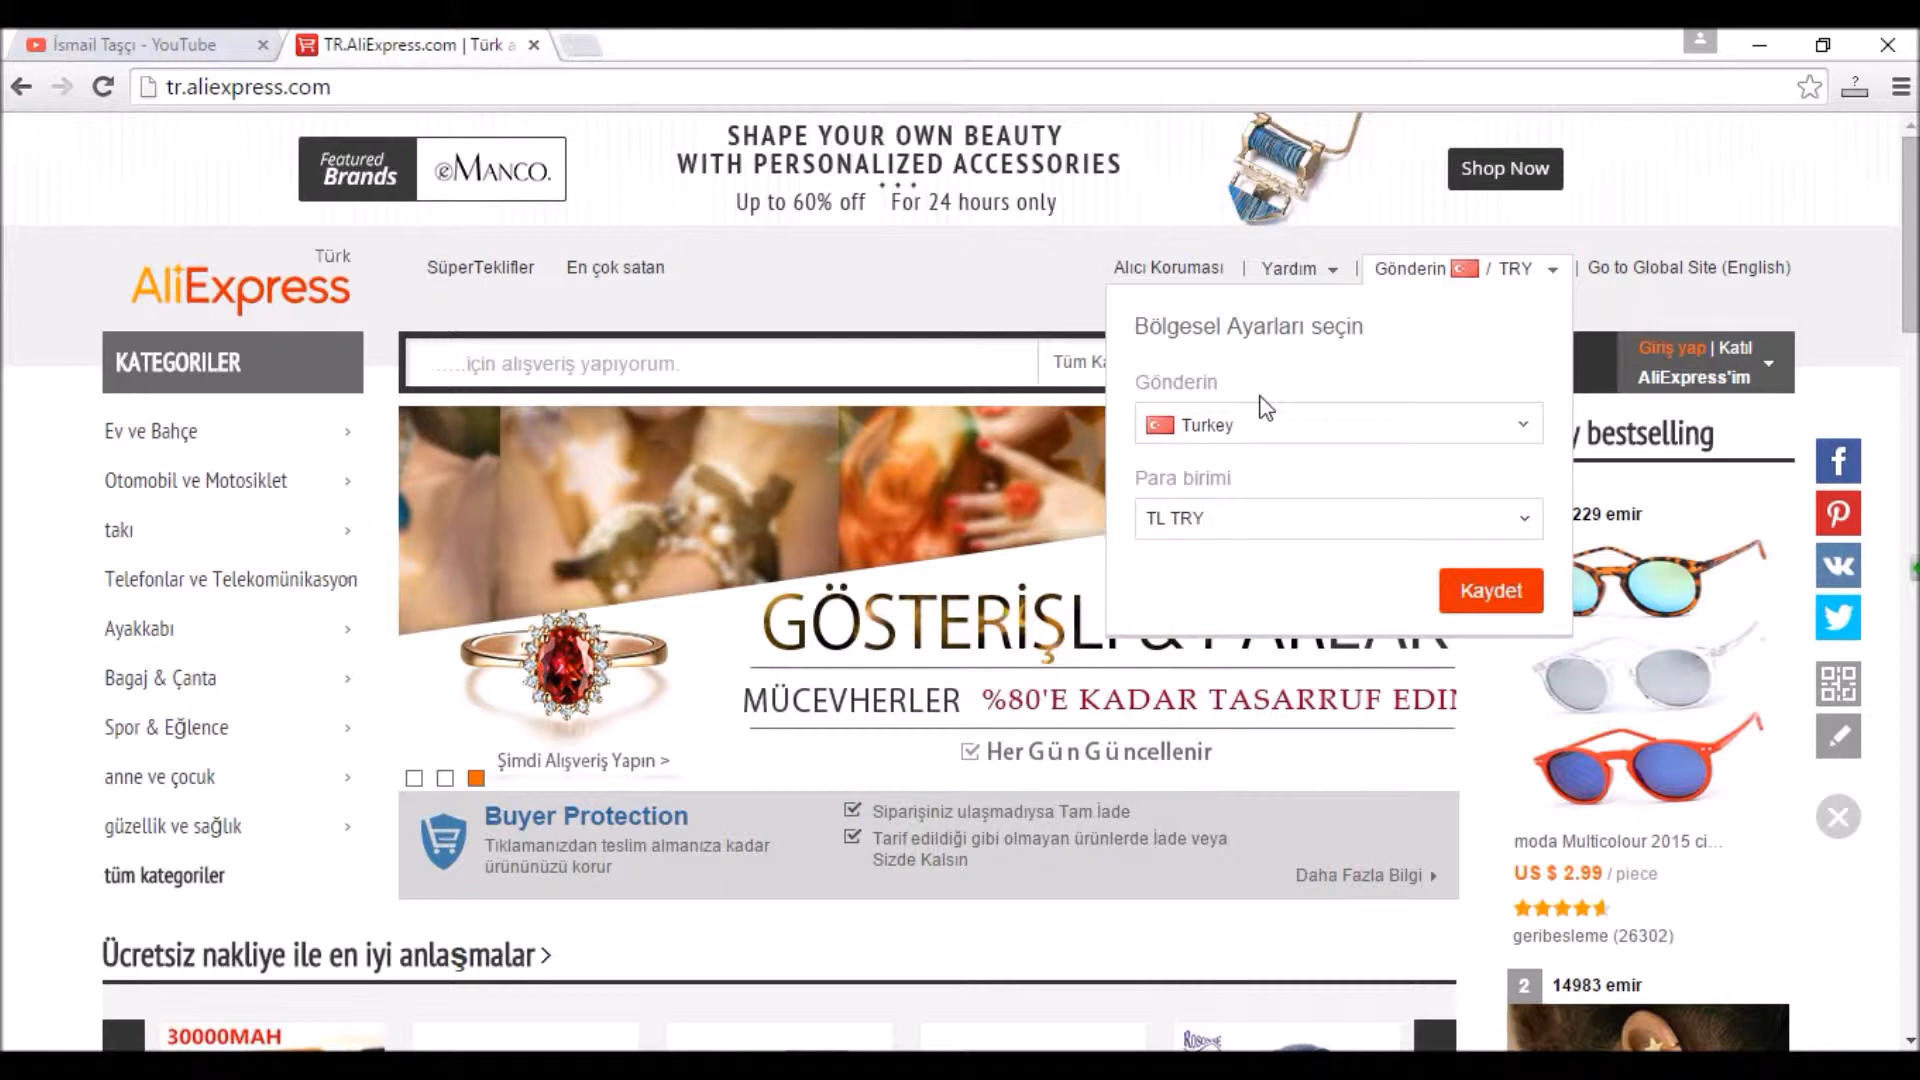 İsmail Taşçı - YouTube
TR.AliExpress.com | Türk a
tr.aliexpress.com
Featured
Brands
eMANCO.
SHAPE YOUR OWN BEAUTY
WITH PERSONALIZED ACCESSORIES
Up to 60% off For 24 hours only
Shop Now
Türk
AliExpress
SüperTeklifler
En çok satan
Alıcı Koruması
Yardım
Gönderin / TRY
Go to Global Site (English)
KATEGORILER
......için alışveriş yapıyorum.
Tüm Ka
Giriş yap | Katıl
AliExpress'im
Bölgesel Ayarları seçin
Gönderin
Turkey
Para birimi
TL TRY
Kaydet
Ev ve Bahçe
Otomobil ve Motosiklet
takı
Telefonlar ve Telekomünikasyon
Ayakkabı
Bagaj & Çanta
Spor & Eğlence
anne ve çocuk
güzellik ve sağlık
tüm kategoriler
GÖSTERİŞLİ & PARLAK
MÜCEVHERLER %80'E KADAR TASARRUF EDIN
Her Gün Güncellenir
Şimdi Alışveriş Yapın >
Buyer Protection
Tıklamanızdan teslim almanıza kadar
ürününüzü korur
Siparişiniz ulaşmadıysa Tam İade
Tarif edildiği gibi olmayan ürünlerde İade veya
Sizde Kalsın
Daha Fazla Bilgi
y bestselling
229 emir
moda Multicolour 2015 ci...
US $ 2.99 / piece
geribesleme (26302)
2 14983 emir
Ücretsiz nakliye ile en iyi anlaşmalar >
30000MAH